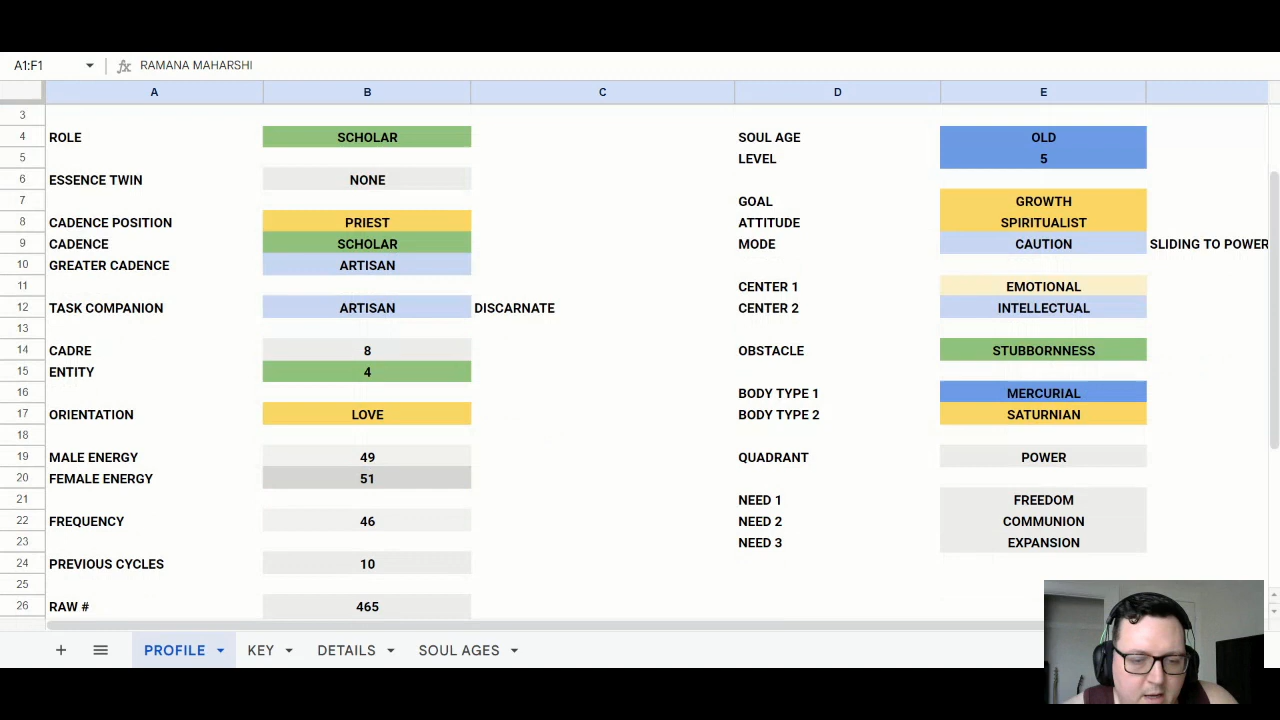 A1:F1 fx RAMANA MAHARSHI
A B C D E
3
4 ROLE SCHOLAR SOUL AGE OLD
5 LEVEL 5
6 ESSENCE TWIN NONE
7 GOAL GROWTH
8 CADENCE POSITION PRIEST ATTITUDE SPIRITUALIST
9 CADENCE SCHOLAR MODE CAUTION SLIDING TO POWER
10 GREATER CADENCE ARTISAN
11 CENTER 1 EMOTIONAL
12 TASK COMPANION ARTISAN DISCARNATE CENTER 2 INTELLECTUAL
13
14 CADRE 8 OBSTACLE STUBBORNNESS
15 ENTITY 4
16 BODY TYPE 1 MERCURIAL
17 ORIENTATION LOVE BODY TYPE 2 SATURNIAN
18
19 MALE ENERGY 49 QUADRANT POWER
20 FEMALE ENERGY 51
21 NEED 1 FREEDOM
22 FREQUENCY 46 NEED 2 COMMUNION
23 NEED 3 EXPANSION
24 PREVIOUS CYCLES 10
25
26 RAW # 465
PROFILE KEY DETAILS SOUL AGES